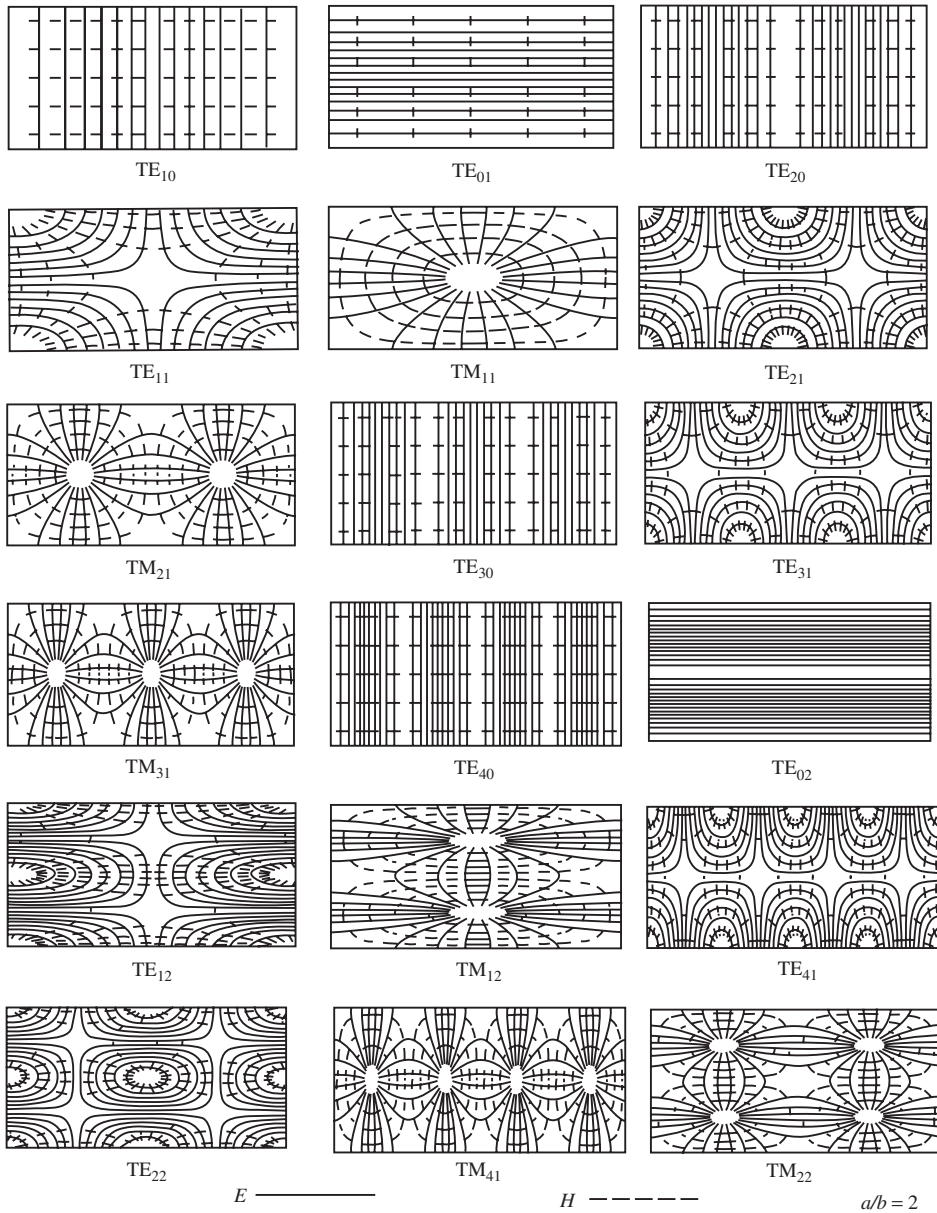 TE₁₀ TE₀₁ TE₂₀
TE₁₁ TM₁₁ TE₂₁
TM₂₁ TE₃₀ TE₃₁
TM₃₁ TE₄₀ TE₀₂
TE₁₂ TM₁₂ TE₄₁
TE₂₂ TM₄₁ TM₂₂
E H a/b = 2